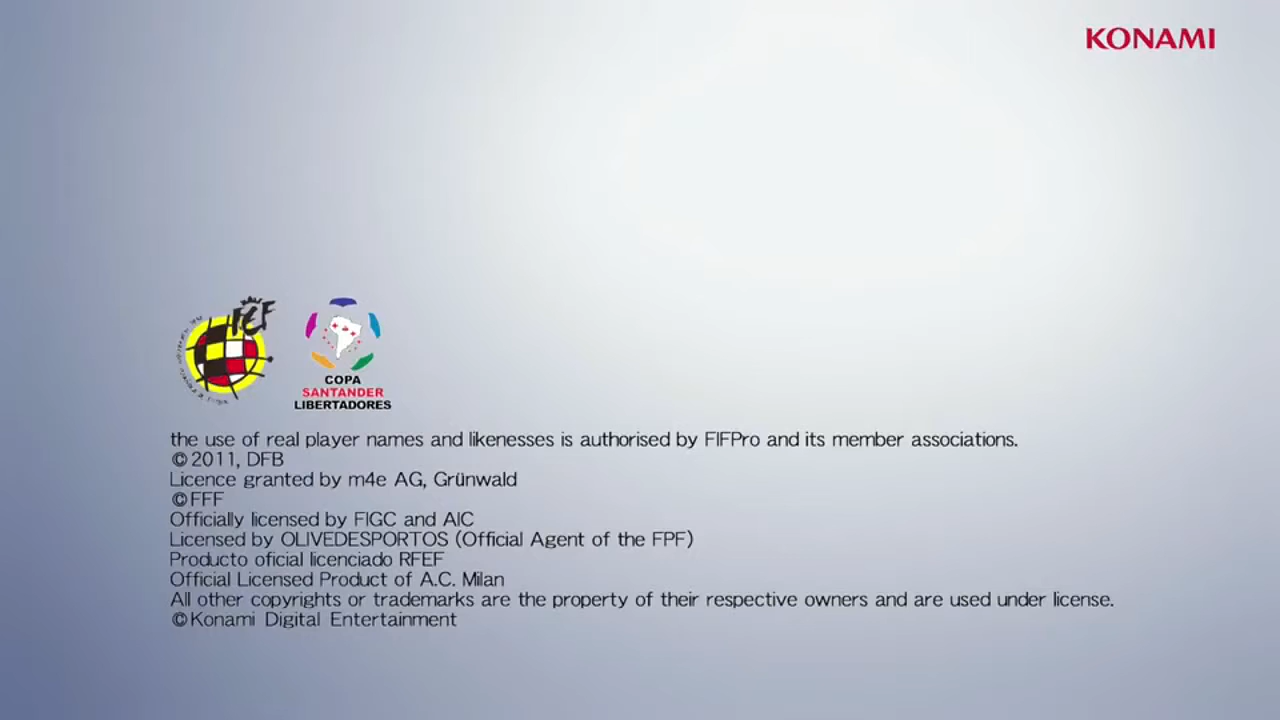 KONAMI
COPA
SANTANDER
LIBERTADORES
the use of real player names and likenesses is authorised by FIFPro and its member associations.
©2011, DFB
Licence granted by m4e AG, Grünwald
©FFF
Officially licensed by FIGC and AIC
Licensed by OLIVEDESPORTOS (Official Agent of the FPF)
Producto oficial licenciado RFEF
Official Licensed Product of A.C. Milan
All other copyrights or trademarks are the property of their respective owners and are used under license.
©Konami Digital Entertainment